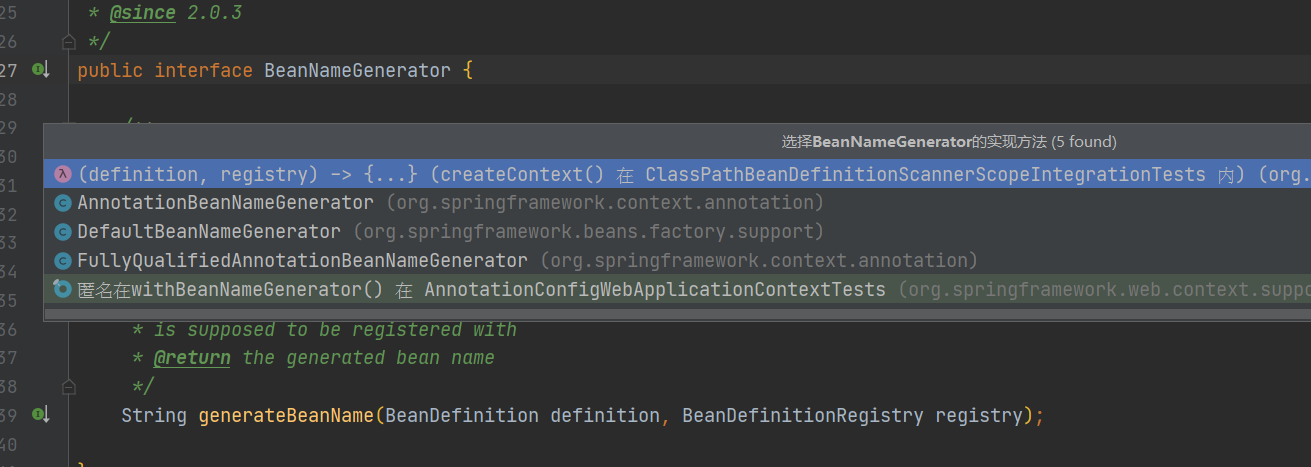 25 * @since 2.0.3
26 */
27 public interface BeanNameGenerator {
28
29
选择BeanNameGenerator的实现方法 (5 found)
30
(definition, registry) -> {...} (createContext() 在 ClassPathBeanDefinitionScannerScopeIntegrationTests 内) (org.
31
AnnotationBeanNameGenerator (org.springframework.context.annotation)
32
DefaultBeanNameGenerator (org.springframework.beans.factory.support)
33
FullyQualifiedAnnotationBeanNameGenerator (org.springframework.context.annotation)
34
匿名在withBeanNameGenerator() 在 AnnotationConfigWebApplicationContextTests (org.springframework.web.context.suppo
35
36 * is supposed to be registered with
37 * @return the generated bean name
38 */
39 String generateBeanName(BeanDefinition definition, BeanDefinitionRegistry registry);
40